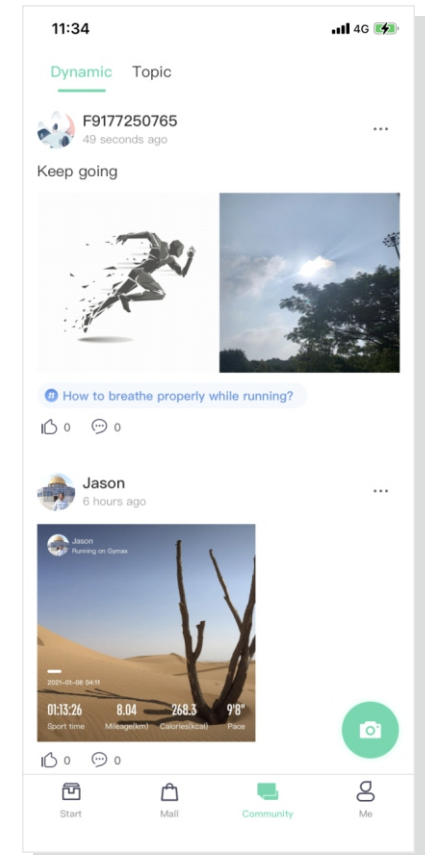 11:34
4G
Dynamic Topic
F9177250765
49 seconds ago
Keep going
# How to breathe properly while running?
0 0
Jason
6 hours ago
Jason
Running on Gymax
2021-01-06 04:11
01:13:26 8.04 268.3 9'8"
Sport time Mileage(km) Calories(kcal) Pace
0 0
Start Mall Community Me